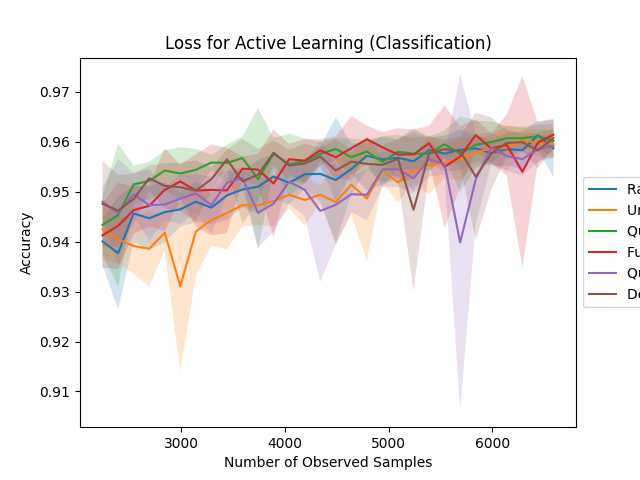 Loss for Active Learning (Classification)
Accuracy
0.97
0.96
0.95
0.94
0.93
0.92
0.91
3000
4000
5000
6000
Number of Observed Samples
Ra
Qu
Fu
Qu
De